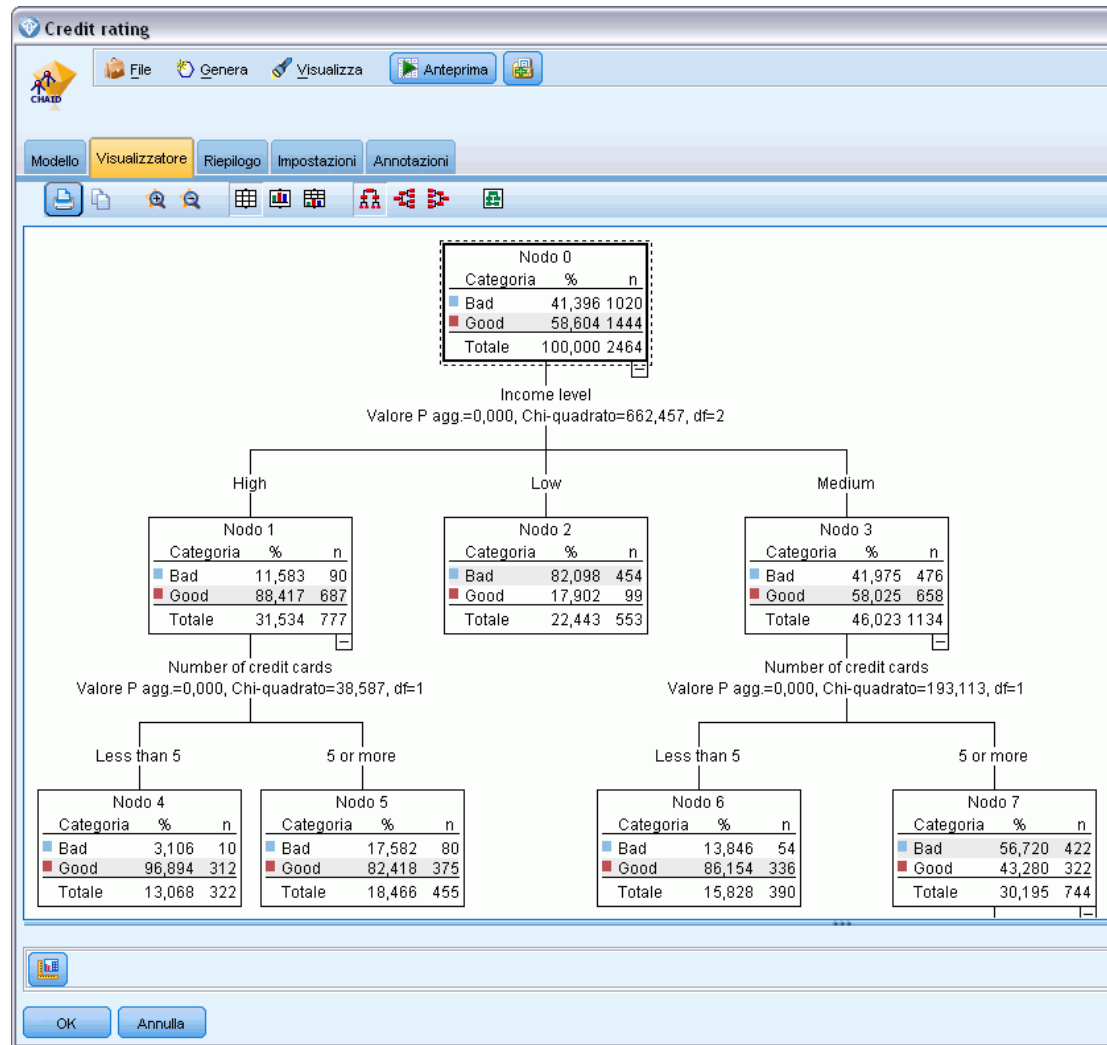 Credit rating
CHAID
File Genera Visualizza Anteprima
Modello Visualizzatore Riepilogo Impostazioni Annotazioni
Nodo 0
Categoria % n
Bad 41,396 1020
Good 58,604 1444
Totale 100,000 2464
Income level
Valore P agg.=0,000, Chi-quadrato=662,457, df=2
High
Low
Medium
Nodo 1
Categoria % n
Bad 11,583 90
Good 88,417 687
Totale 31,534 777
Nodo 2
Categoria % n
Bad 82,098 454
Good 17,902 99
Totale 22,443 553
Nodo 3
Categoria % n
Bad 41,975 476
Good 58,025 658
Totale 46,023 1134
Number of credit cards
Valore P agg.=0,000, Chi-quadrato=38,587, df=1
Number of credit cards
Valore P agg.=0,000, Chi-quadrato=193,113, df=1
Less than 5
5 or more
Less than 5
5 or more
Nodo 4
Categoria % n
Bad 3,106 10
Good 96,894 312
Totale 13,068 322
Nodo 5
Categoria % n
Bad 17,582 80
Good 82,418 375
Totale 18,466 455
Nodo 6
Categoria % n
Bad 13,846 54
Good 86,154 336
Totale 15,828 390
Nodo 7
Categoria % n
Bad 56,720 422
Good 43,280 322
Totale 30,195 744
OK Annulla